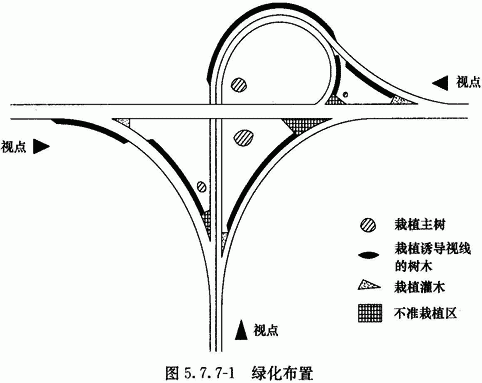 视点
视点
栽植主树
栽植诱导视线
的树木
栽植灌木
不准栽植区
视点
图 5.7.7-1 绿化布置